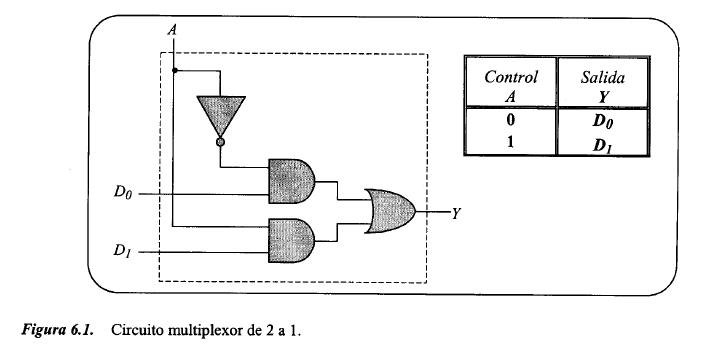 A
Control Salida
A Y
0 D0
1 D1
D0
Y
D1
Figura 6.1. Circuito multiplexor de 2 a 1.